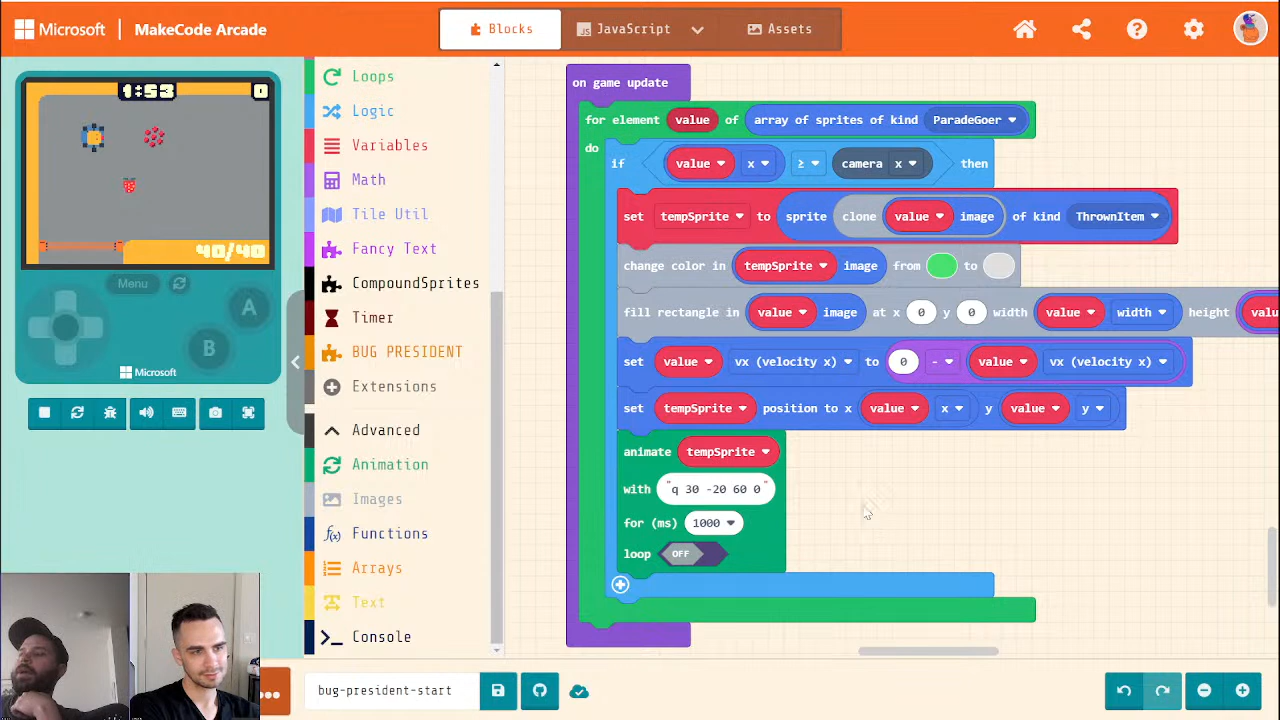 Microsoft
MakeCode Arcade
Blocks
JavaScript
Assets
1:53
0
40/40
Menu
A
B
Microsoft
Loops
Logic
Variables
Math
Tile Util
Fancy Text
CompoundSprites
Timer
BUG PRESIDENT
Extensions
Advanced
Animation
Images
Functions
Arrays
Text
Console
on game update
for element value of array of sprites of kind ParadeGoer
do
if value x ≥ camera x then
set tempSprite to sprite clone value image of kind ThrownItem
change color in tempSprite image from to
fill rectangle in value image at x 0 y 0 width value width height
set value vx (velocity x) to 0 - value vx (velocity x)
set tempSprite position to x value x y value y
animate tempSprite
with "q 30 -20 60 0"
for (ms) 1000
loop OFF
bug-president-start